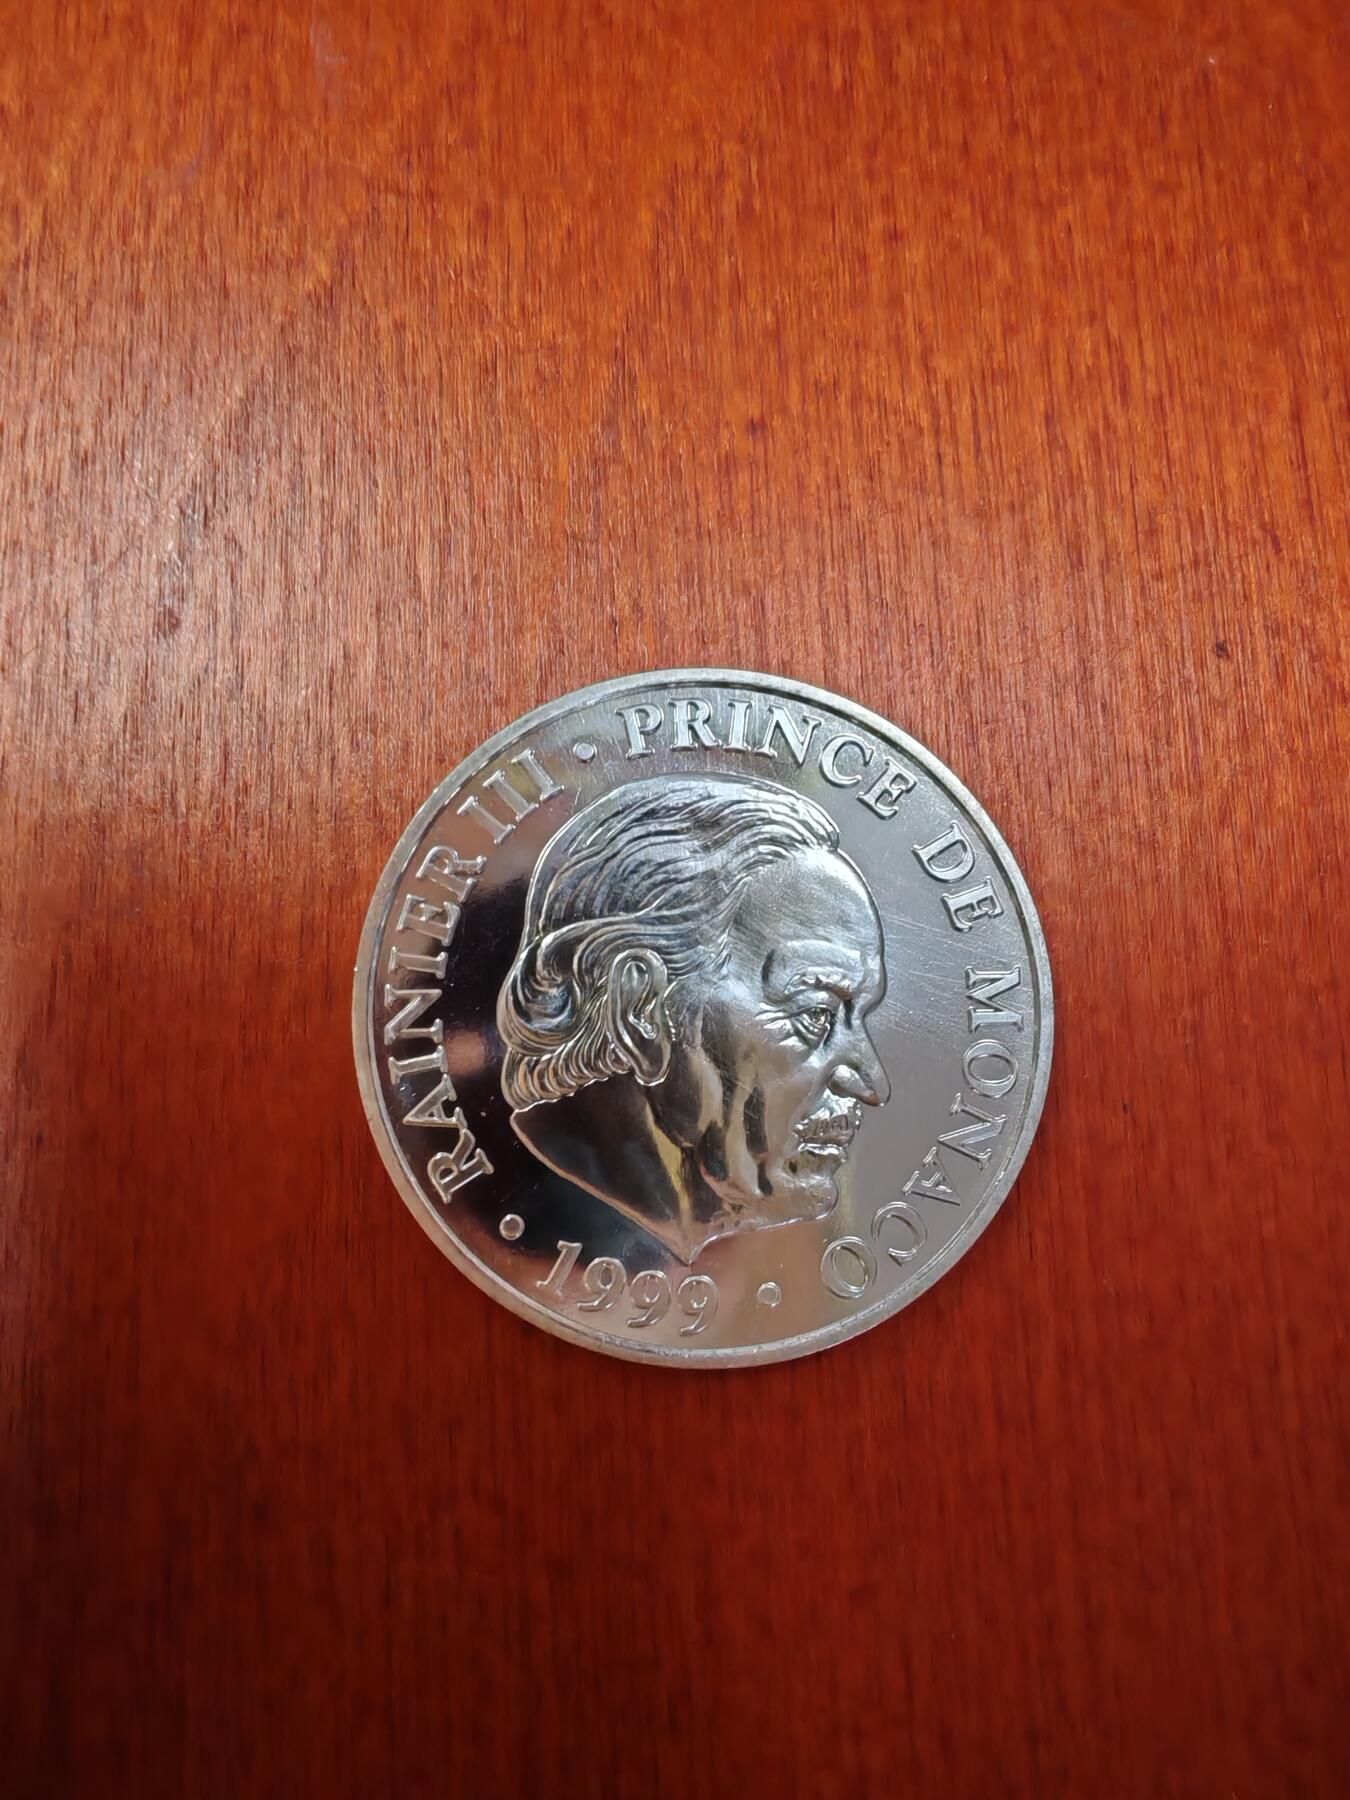 RAINIER III • PRINCE DE MONACO
• 1999 •